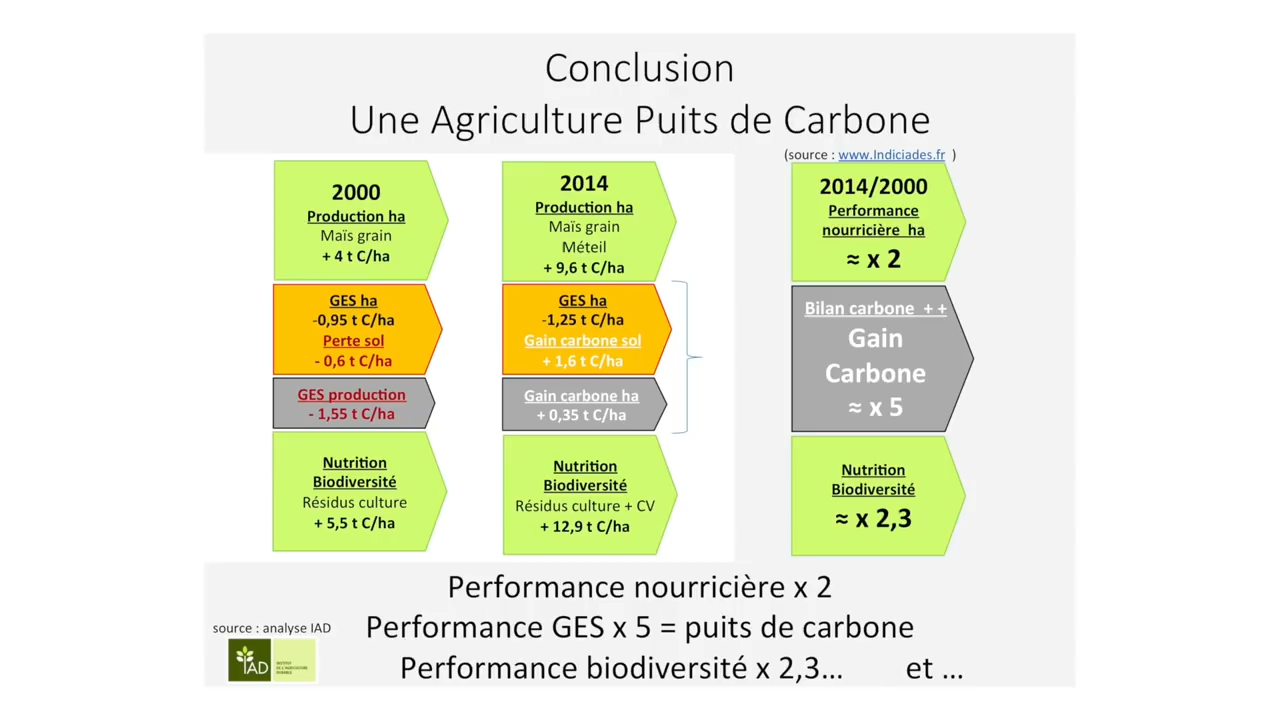 Conclusion
Une Agriculture Puits de Carbone
(source : www.Indiciades.fr )
2000
Production ha
Maïs grain
+ 4 t C/ha
GES ha
-0,95 t C/ha
Perte sol
- 0,6 t C/ha
GES production
- 1,55 t C/ha
Nutrition
Biodiversité
Résidus culture
+ 5,5 t C/ha
2014
Production ha
Maïs grain
Méteil
+ 9,6 t C/ha
GES ha
-1,25 t C/ha
Gain carbone sol
+ 1,6 t C/ha
Gain carbone ha
+ 0,35 t C/ha
Nutrition
Biodiversité
Résidus culture + CV
+ 12,9 t C/ha
2014/2000
Performance
nourricière ha
≈ x 2
Bilan carbone + +
Gain
Carbone
≈ x 5
Nutrition
Biodiversité
≈ x 2,3
Performance nourricière x 2
Performance GES x 5 = puits de carbone
Performance biodiversité x 2,3... et ...
source : analyse IAD
IAD
INSTITUT
DE L'AGRICULTURE
DURABLE